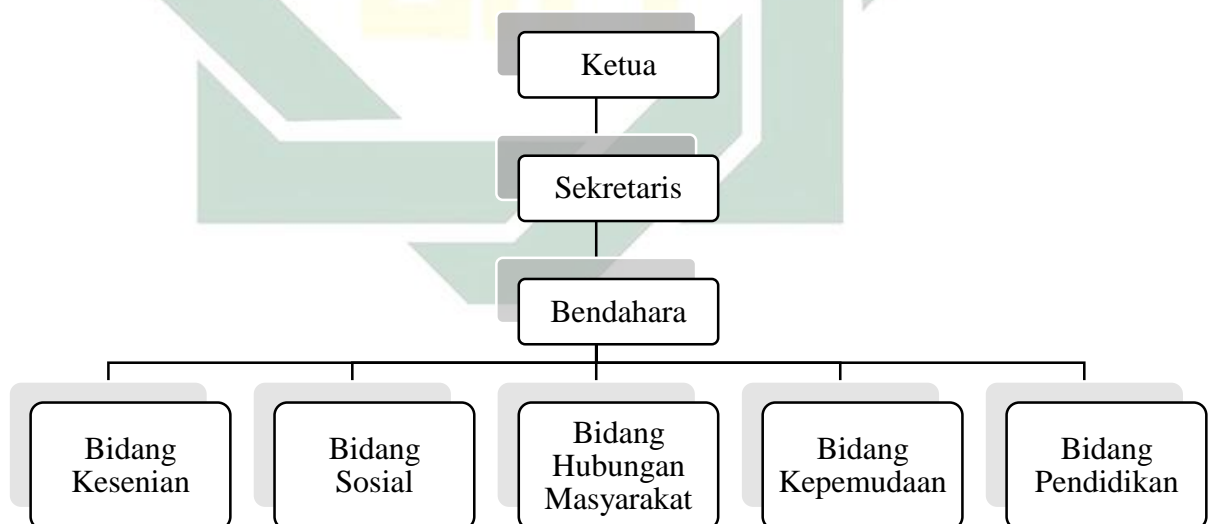 Ketua
Sekretaris
Bendahara
Bidang
Kesenian
Bidang
Sosial
Bidang
Hubungan
Masyarakat
Bidang
Kepemudaan
Bidang
Pendidikan